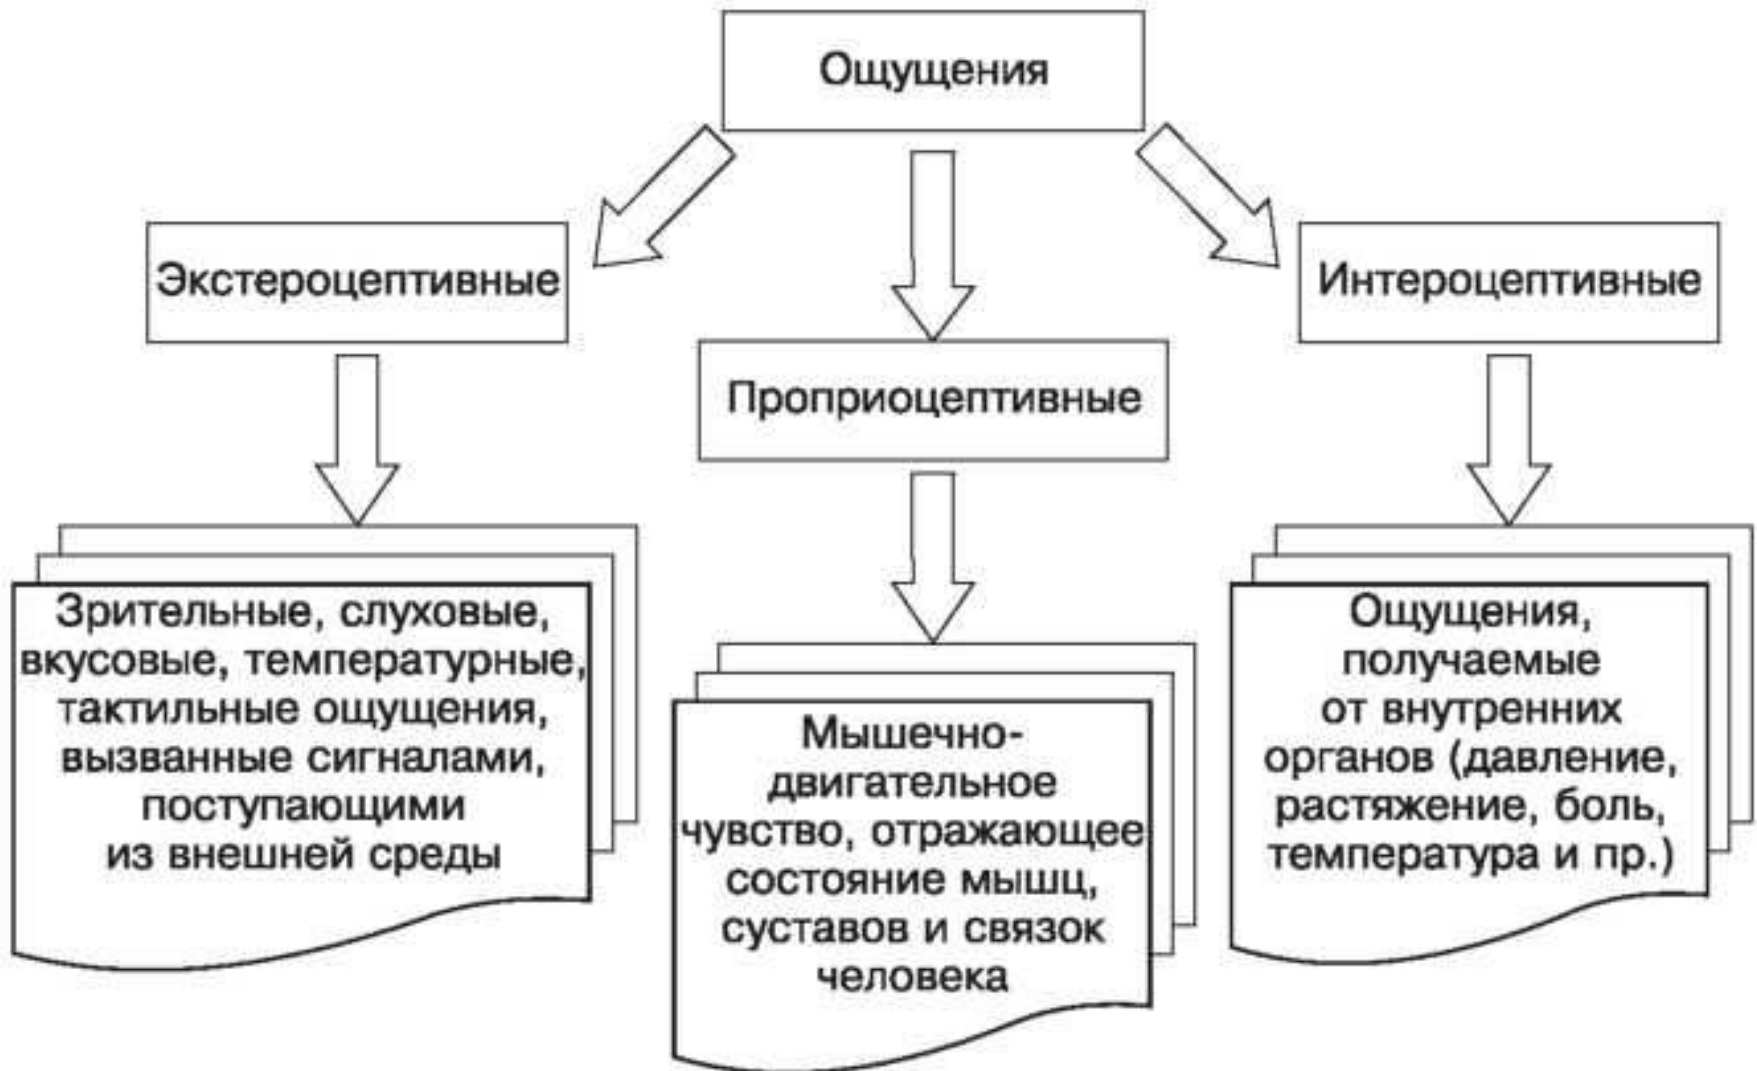 Ощущения
Экстероцептивные
Проприоцептивные
Интероцептивные
Зрительные, слуховые,
вкусовые, температурные,
тактильные ощущения,
вызванные сигналами,
поступающими
из внешней среды
Мышечно-
двигательное
чувство, отражающее
состояние мышц,
суставов и связок
человека
Ощущения,
получаемые
от внутренних
органов (давление,
растяжение, боль,
температура и пр.)